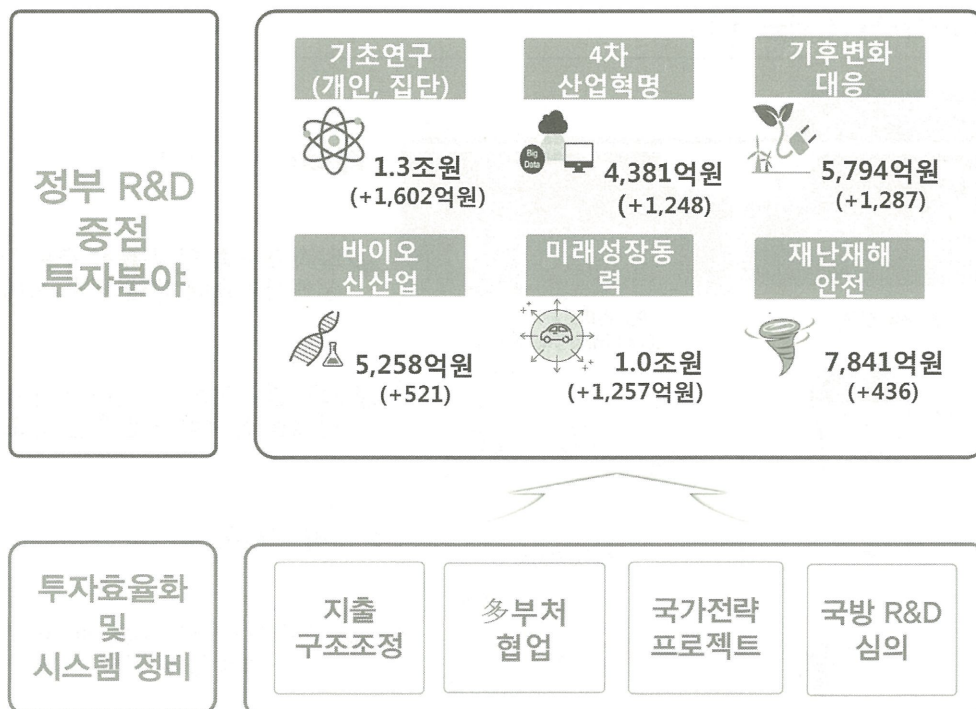 정부 R&D
중점
투자분야
기초연구
(개인, 집단)
1.3조원
(+1,602억원)
4차
산업혁명
Big
Data
4,381억원
(+1,248)
기후변화
대응
5,794억원
(+1,287)
바이오
신산업
5,258억원
(+521)
미래성장동
력
1.0조원
(+1,257억원)
재난재해
안전
7,841억원
(+436)
투자효율화
및
시스템 정비
지출
구조조정
多부처
협업
국가전략
프로젝트
국방 R&D
심의